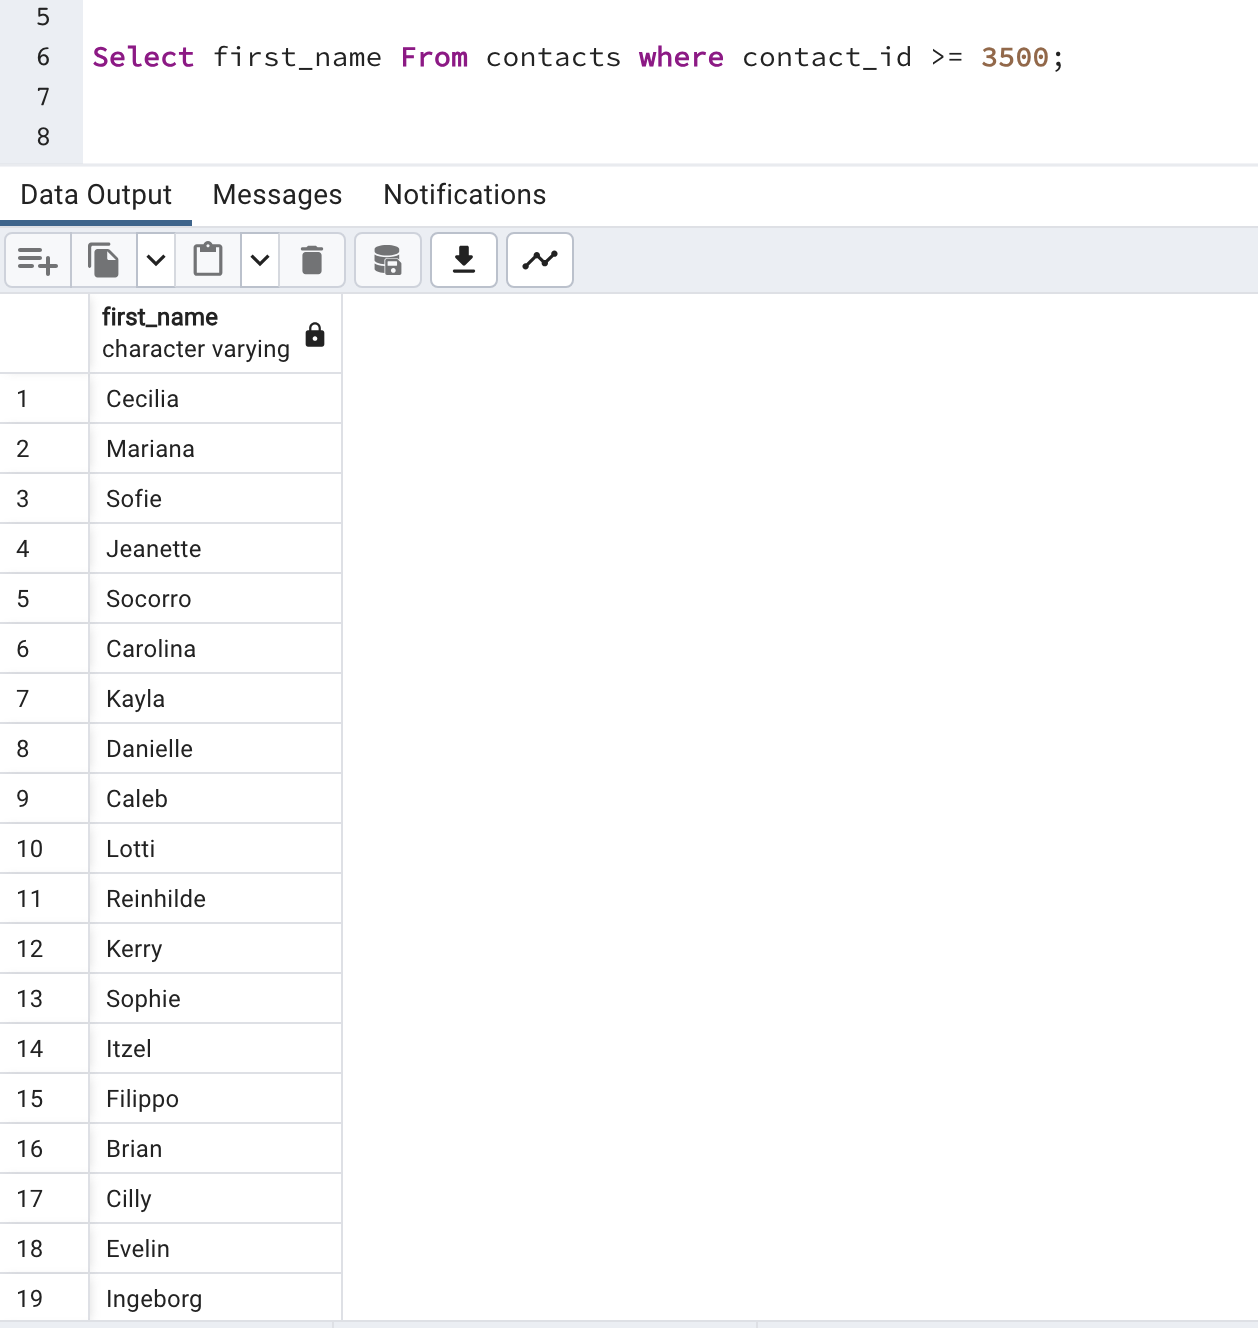 5
6 Select first_name From contacts where contact_id >= 3500;
7
8
Data Output Messages Notifications
first_name
character varying
1 Cecilia
2 Mariana
3 Sofie
4 Jeanette
5 Socorro
6 Carolina
7 Kayla
8 Danielle
9 Caleb
10 Lotti
11 Reinhilde
12 Kerry
13 Sophie
14 Itzel
15 Filippo
16 Brian
17 Cilly
18 Evelin
19 Ingeborg